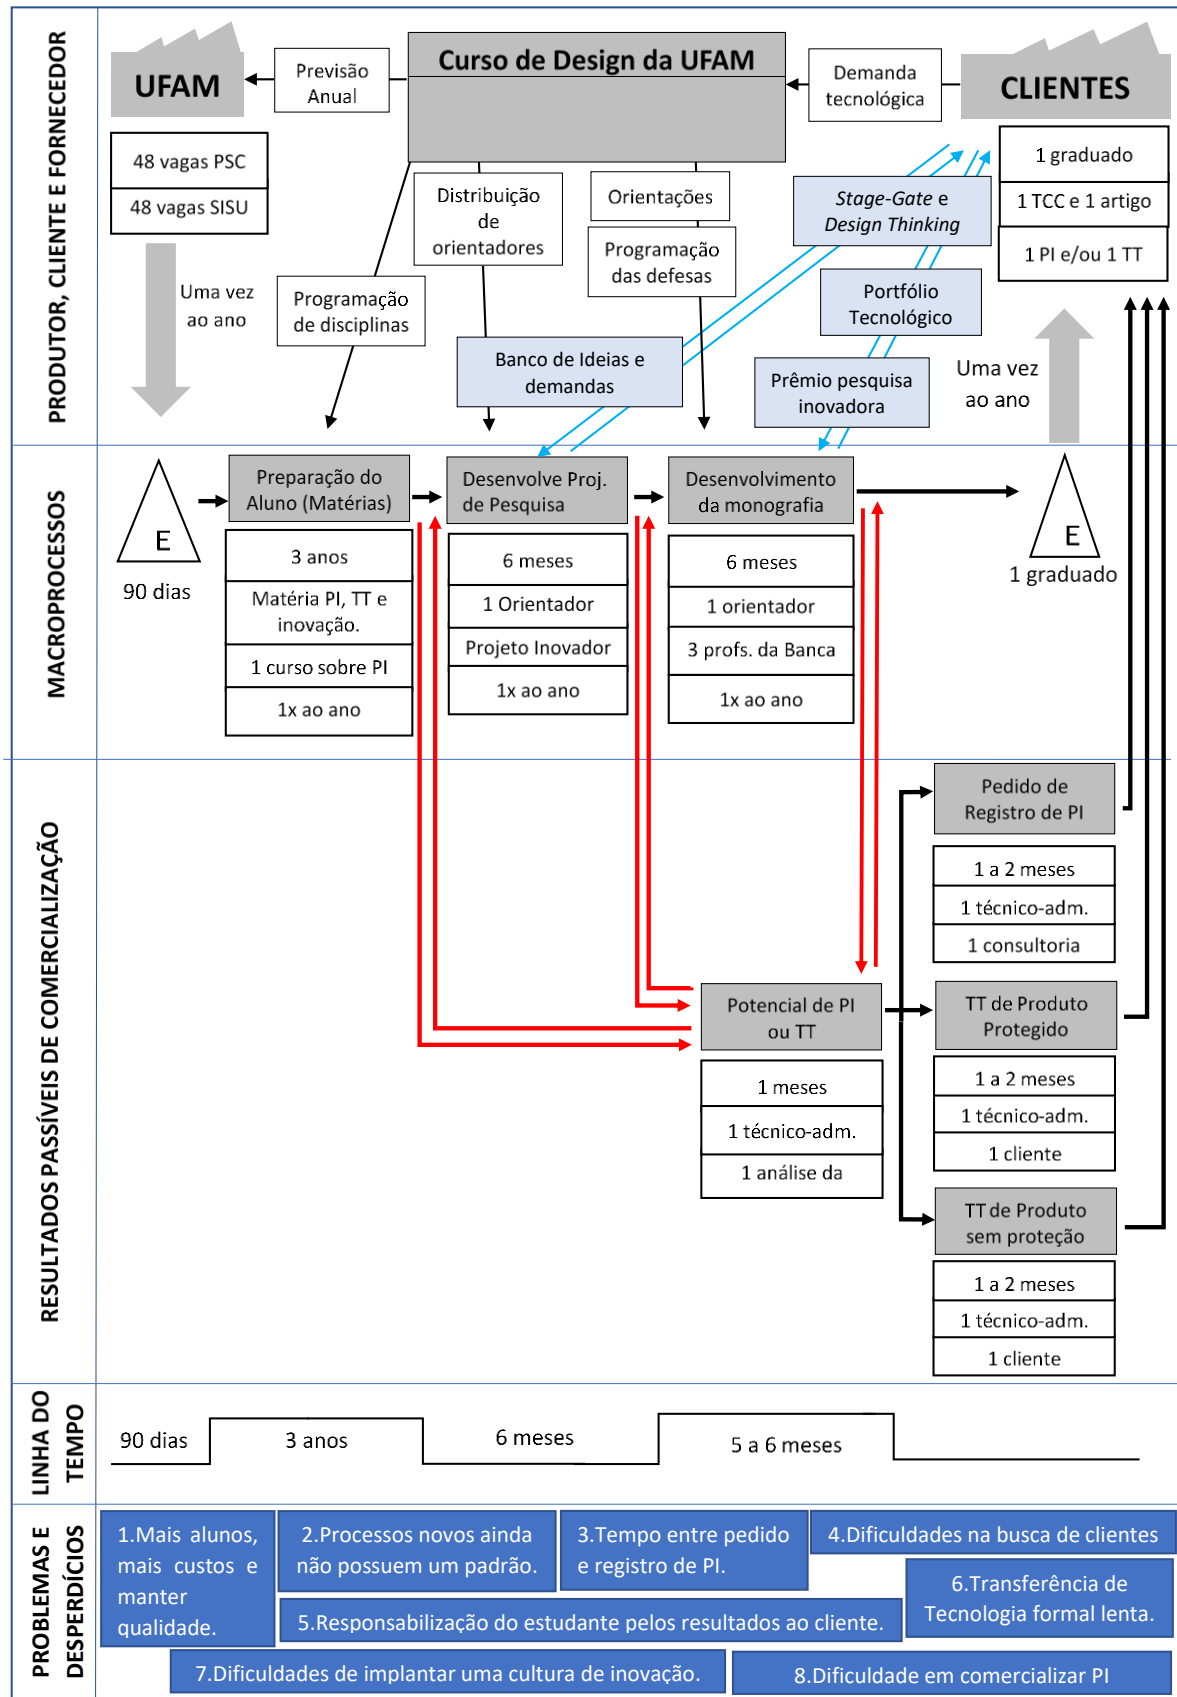 PRODUTOR, CLIENTE E FORNECEDOR
UFAM
Previsão
Anual
Curso de Design da UFAM
Demanda
tecnológica
CLIENTES
48 vagas PSC
48 vagas SISU
Distribuição
de
orientadores
Orientações
Programação
das defesas
Stage-Gate e
Design Thinking
1 graduado
1 TCC e 1 artigo
1 PI e/ou 1 TT
Uma vez
ao ano
Programação
de disciplinas
Portfólio
Tecnológico
Banco de Ideias e
demandas
Prêmio pesquisa
inovadora
Uma vez
ao ano
MACROPROCESSOS
E
90 dias
Preparação do
Aluno (Matérias)
3 anos
Matéria PI, TT e
inovação.
1 curso sobre PI
1x ao ano
Desenvolve Proj.
de Pesquisa
6 meses
1 Orientador
Projeto Inovador
1x ao ano
Desenvolvimento
da monografia
6 meses
1 orientador
3 profs. da Banca
1x ao ano
E
1 graduado
RESULTADOS PASSÍVEIS DE COMERCIALIZAÇÃO
Potencial de PI
ou TT
1 meses
1 técnico-adm.
1 análise da
Pedido de
Registro de PI
1 a 2 meses
1 técnico-adm.
1 consultoria
TT de Produto
Protegido
1 a 2 meses
1 técnico-adm.
1 cliente
TT de Produto
sem proteção
1 a 2 meses
1 técnico-adm.
1 cliente
LINHA DO
TEMPO
90 dias
3 anos
6 meses
5 a 6 meses
PROBLEMAS E
DESPERDÍCIOS
1.Mais alunos,
mais custos e
manter
qualidade.
2.Processos novos ainda
não possuem um padrão.
3.Tempo entre pedido
e registro de PI.
4.Dificuldades na busca de clientes
5.Responsabilização do estudante pelos resultados ao cliente.
6.Transferência de
Tecnologia formal lenta.
7.Dificuldades de implantar uma cultura de inovação.
8.Dificuldade em comercializar PI